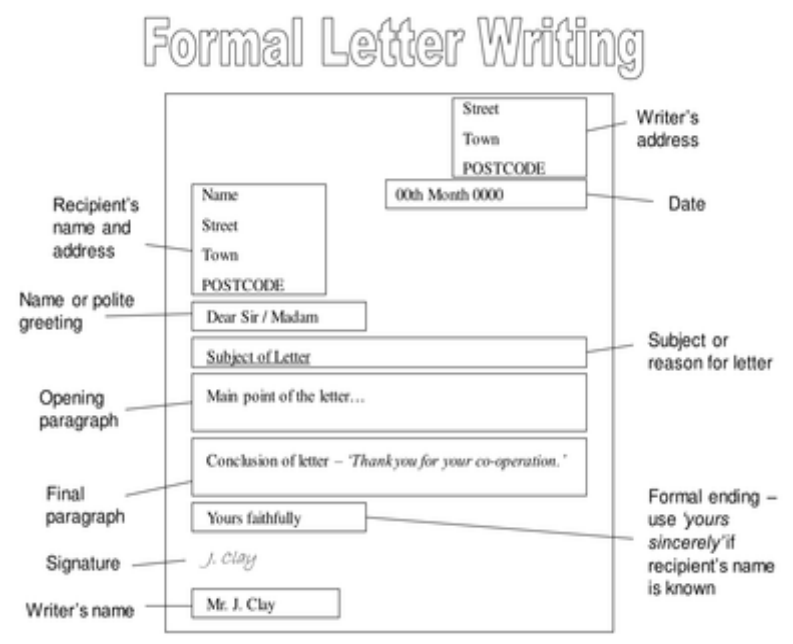 Formal Letter Writing
Street
Town
POSTCODE
Writer's
address
00th Month 0000
Date
Recipient's
name and
address
Name
Street
Town
POSTCODE
Name or polite
greeting
Dear Sir / Madam
Subject of Letter
Subject or
reason for letter
Opening
paragraph
Main point of the letter…
Conclusion of letter – 'Thank you for your co-operation.'
Final
paragraph
Yours faithfully
Formal ending –
use 'yours
sincerely' if
recipient's name
is known
Signature
J. Clay
Writer's name
Mr. J. Clay